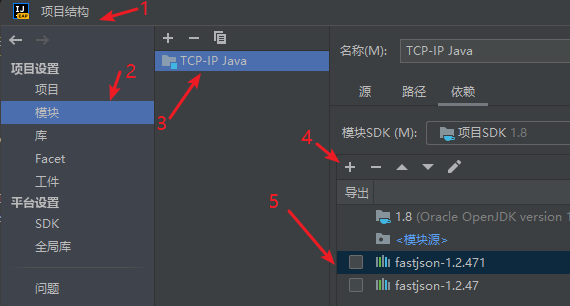 IJ
EAP
项目结构
1
项目设置
项目
模块
2
库
Facet
工件
平台设置
SDK
全局库
问题
TCP-IP Java
3
名称(M):
TCP-IP Java
源
路径
依赖
模块SDK (M):
项目SDK 1.8
4
导出
5
1.8 (Oracle OpenJDK version 1
<模块源>
fastjson-1.2.471
fastjson-1.2.47